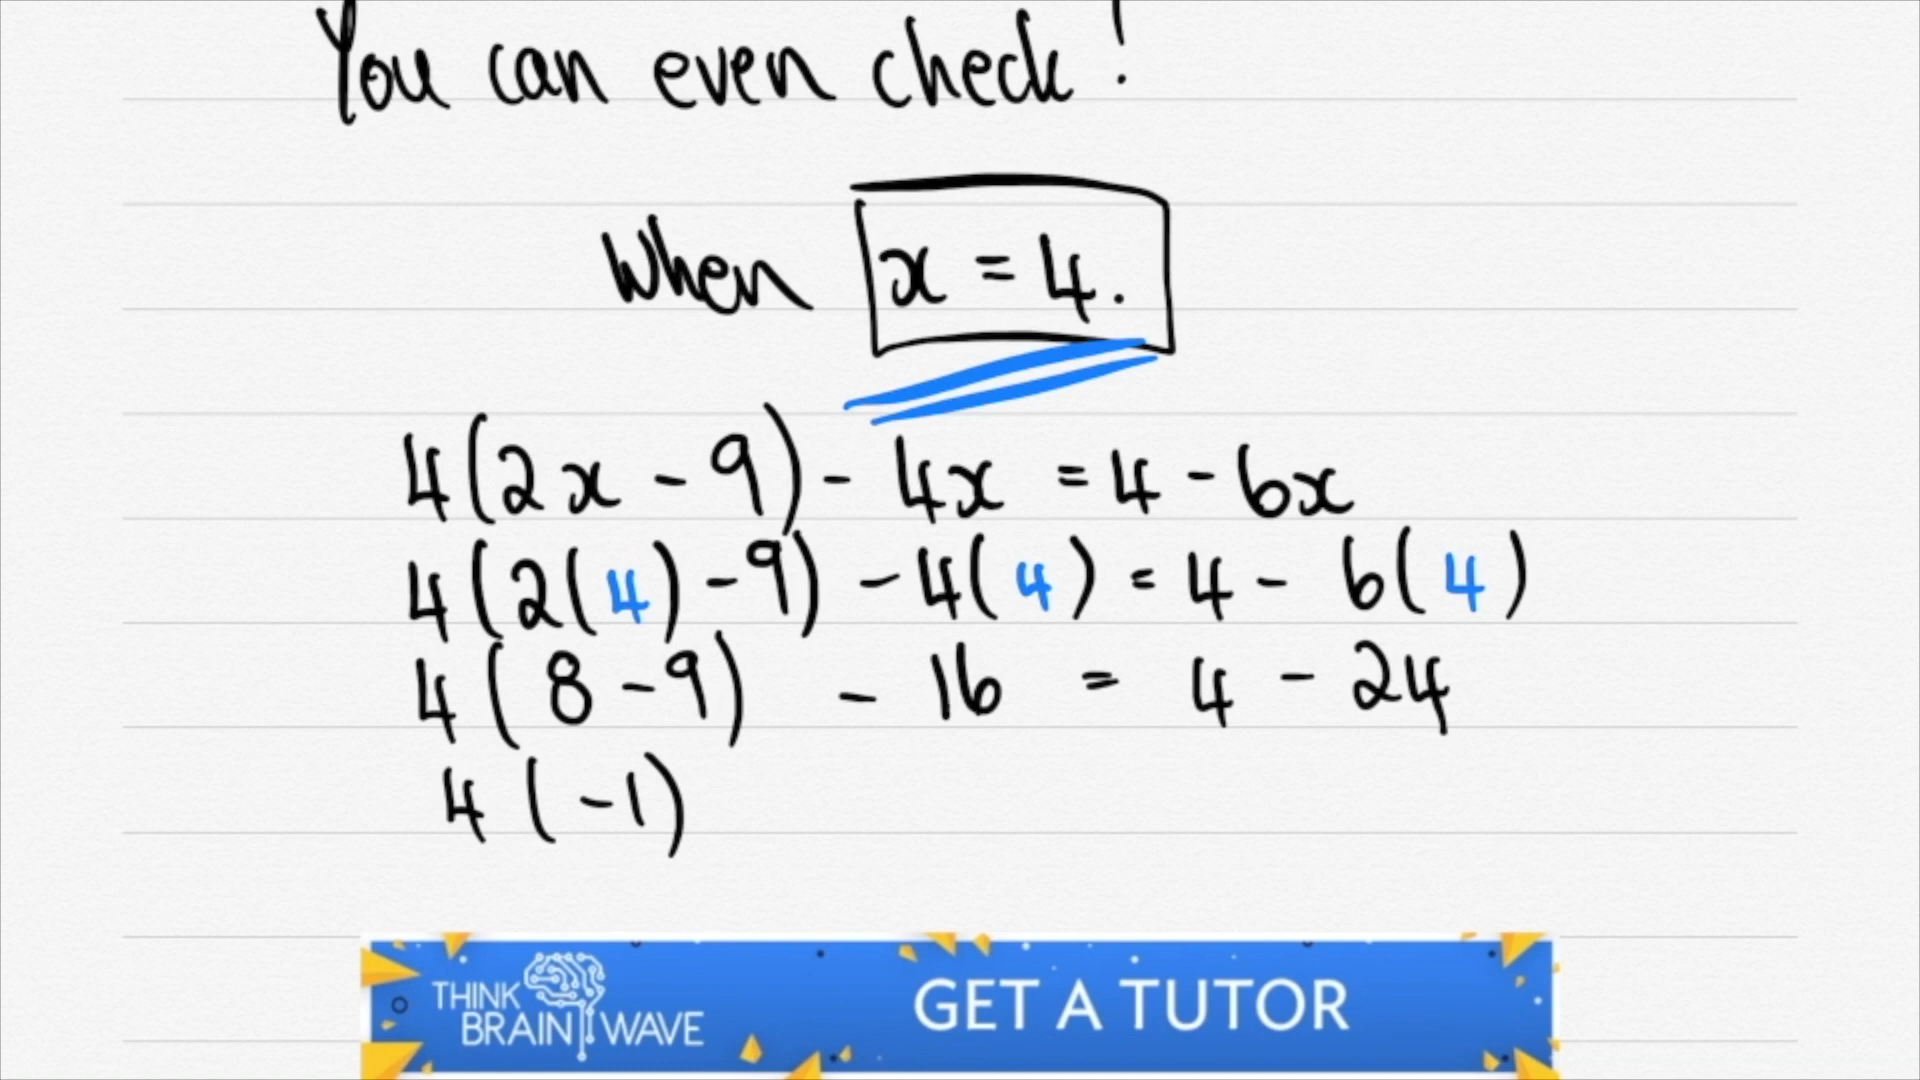 You can even check!
When x = 4.
4(2x - 9) - 4x = 4 - 6x
4(2(4) - 9) - 4(4) = 4 - 6(4)
4(8 - 9) - 16 = 4 - 24
4(-1)
THINK
BRAIN WAVE
GET A TUTOR